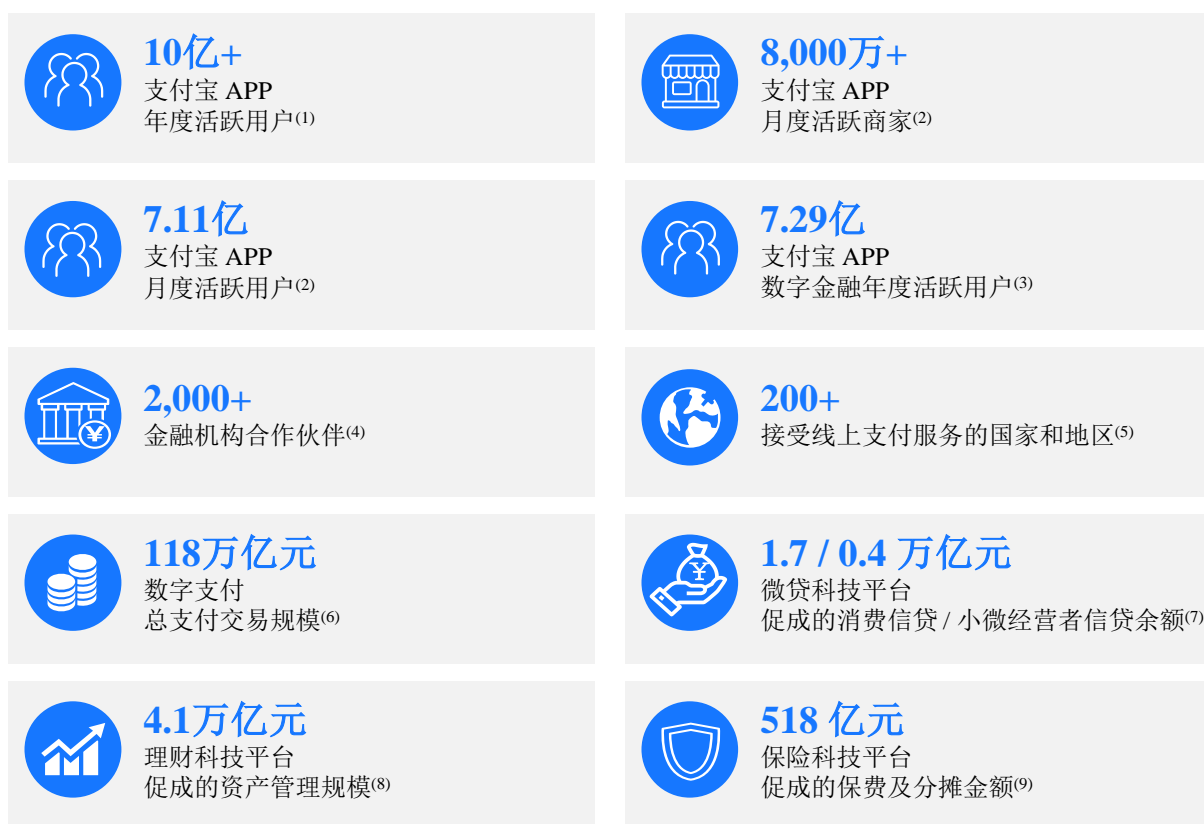 10亿+
支付宝 APP
年度活跃用户(1)
8,000万+
支付宝 APP
月度活跃商家(2)
7.11亿
支付宝 APP
月度活跃用户(2)
7.29亿
支付宝 APP
数字金融年度活跃用户(3)
2,000+
金融机构合作伙伴(4)
200+
接受线上支付服务的国家和地区(5)
118万亿元
数字支付
总支付交易规模(6)
1.7 / 0.4 万亿元
微贷科技平台
促成的消费信贷 / 小微经营者信贷余额(7)
4.1万亿元
理财科技平台
促成的资产管理规模(8)
518 亿元
保险科技平台
促成的保费及分摊金额(9)